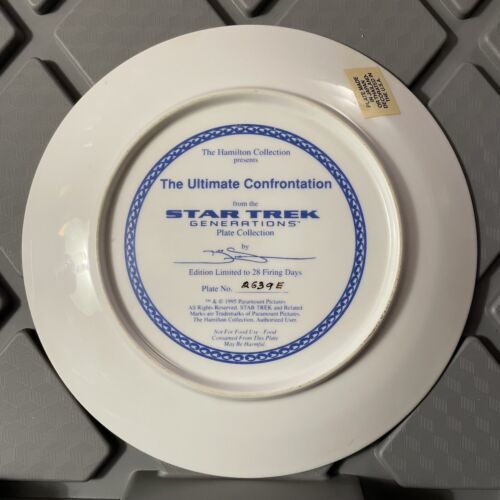 The Hamilton Collection
presents
The Ultimate Confrontation
from the
STAR TREK
GENERATIONS™
Plate Collection
by
Edition Limited to 28 Firing Days
Plate No. A639E
™ & © 1995 Paramount Pictures
All Rights Reserved. STAR TREK and Related
Marks are Trademarks of Paramount Pictures.
The Hamilton Collection, Authorized User.
Not For Food Use - Food
Consumed From This Plate
May Be Harmful.